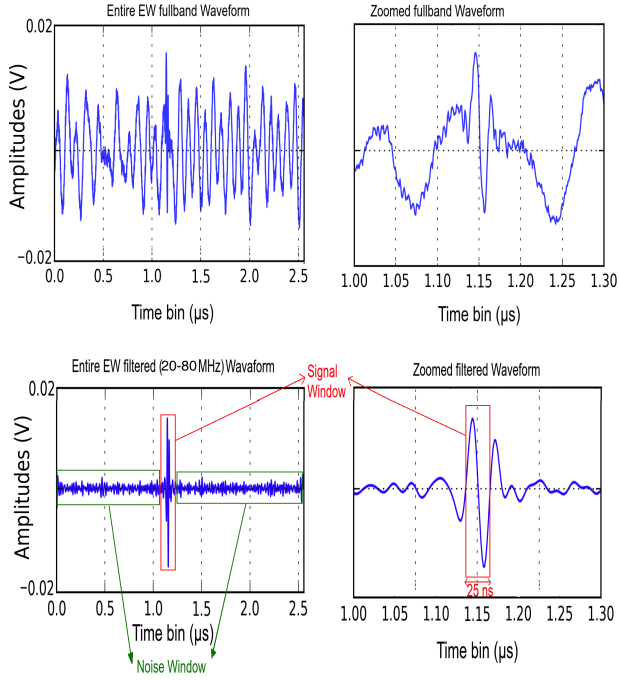 Entire EW fullband Waveform
Zoomed fullband Waveform
0.02
Amplitudes (V)
−0.02
0.0 0.5 1.0 1.5 2.0 2.5
1.00 1.05 1.10 1.15 1.20 1.25 1.30
Time bin (μs)
Time bin (μs)
Entire EW filtered (20-80MHz) Wavaform
Zoomed filtered Waveform
Signal
Window
0.02
Amplitudes (V)
−0.02
25 ns
0.0 0.5 1.0 1.5 2.0 2.5
1.00 1.05 1.10 1.15 1.20 1.25 1.30
Time bin (μs)
Time bin (μs)
Noise Window